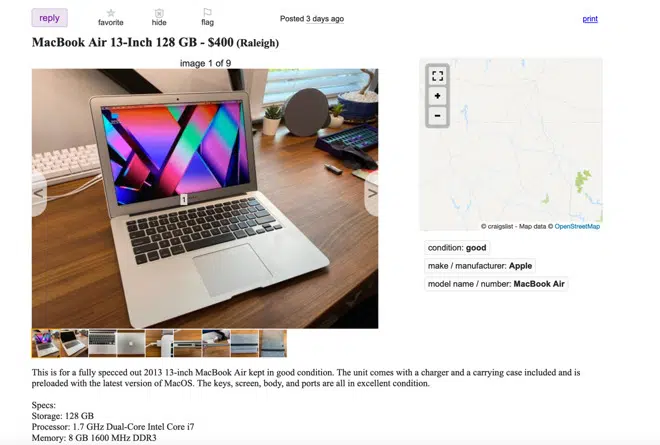 reply
favorite
hide
flag
Posted 3 days ago
print
MacBook Air 13-Inch 128 GB - $400 (Raleigh)
image 1 of 9
<
1
>
+
-
© craigslist - Map data © OpenStreetMap
condition: good
make / manufacturer: Apple
model name / number: MacBook Air
This is for a fully specced out 2013 13-inch MacBook Air kept in good condition. The unit comes with a charger and a carrying case included and is
preloaded with the latest version of MacOS. The keys, screen, body, and ports are all in excellent condition.
Specs:
Storage: 128 GB
Processor: 1.7 GHz Dual-Core Intel Core i7
Memory: 8 GB 1600 MHz DDR3